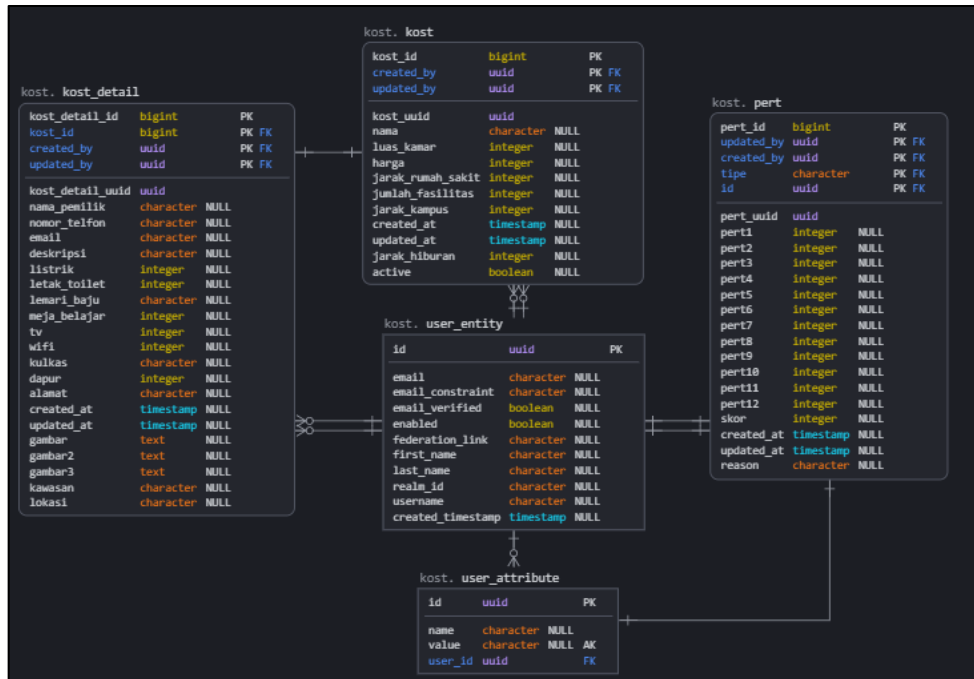 kost. kost
kost_id bigint PK
created_by uuid PK FK
updated_by uuid PK FK
kost_uuid uuid
nama character NULL
luas_kamar integer NULL
harga integer NULL
jarak_rumah_sakit integer NULL
jumlah_fasilitas integer NULL
jarak_kampus integer NULL
created_at timestamp NULL
updated_at timestamp NULL
jarak_hiburan integer NULL
active boolean NULL
kost. kost_detail
kost_detail_id bigint PK
kost_id bigint PK FK
created_by uuid PK FK
updated_by uuid PK FK
kost_detail_uuid uuid
nama_pemilik character NULL
nomor_telfon character NULL
email character NULL
deskripsi character NULL
listrik integer NULL
letak_toilet integer NULL
lemari_baju character NULL
meja_belajar integer NULL
tv integer NULL
wifi integer NULL
kulkas character NULL
dapur integer NULL
alamat character NULL
created_at timestamp NULL
updated_at timestamp NULL
gambar text NULL
gambar2 text NULL
gambar3 text NULL
kawasan character NULL
lokasi character NULL
kost. pert
pert_id bigint PK
updated_by uuid PK FK
created_by uuid PK FK
tipe character PK FK
id uuid PK FK
pert_uuid uuid
pert1 integer NULL
pert2 integer NULL
pert3 integer NULL
pert4 integer NULL
pert5 integer NULL
pert6 integer NULL
pert7 integer NULL
pert8 integer NULL
pert9 integer NULL
pert10 integer NULL
pert11 integer NULL
pert12 integer NULL
skor integer NULL
created_at timestamp NULL
updated_at timestamp NULL
reason character NULL
kost. user_entity
id uuid PK
email character NULL
email_constraint character NULL
email_verified boolean NULL
enabled boolean NULL
federation_link character NULL
first_name character NULL
last_name character NULL
realm_id character NULL
username character NULL
created_timestamp timestamp NULL
kost. user_attribute
id uuid PK
name character NULL
value character NULL AK
user_id uuid FK